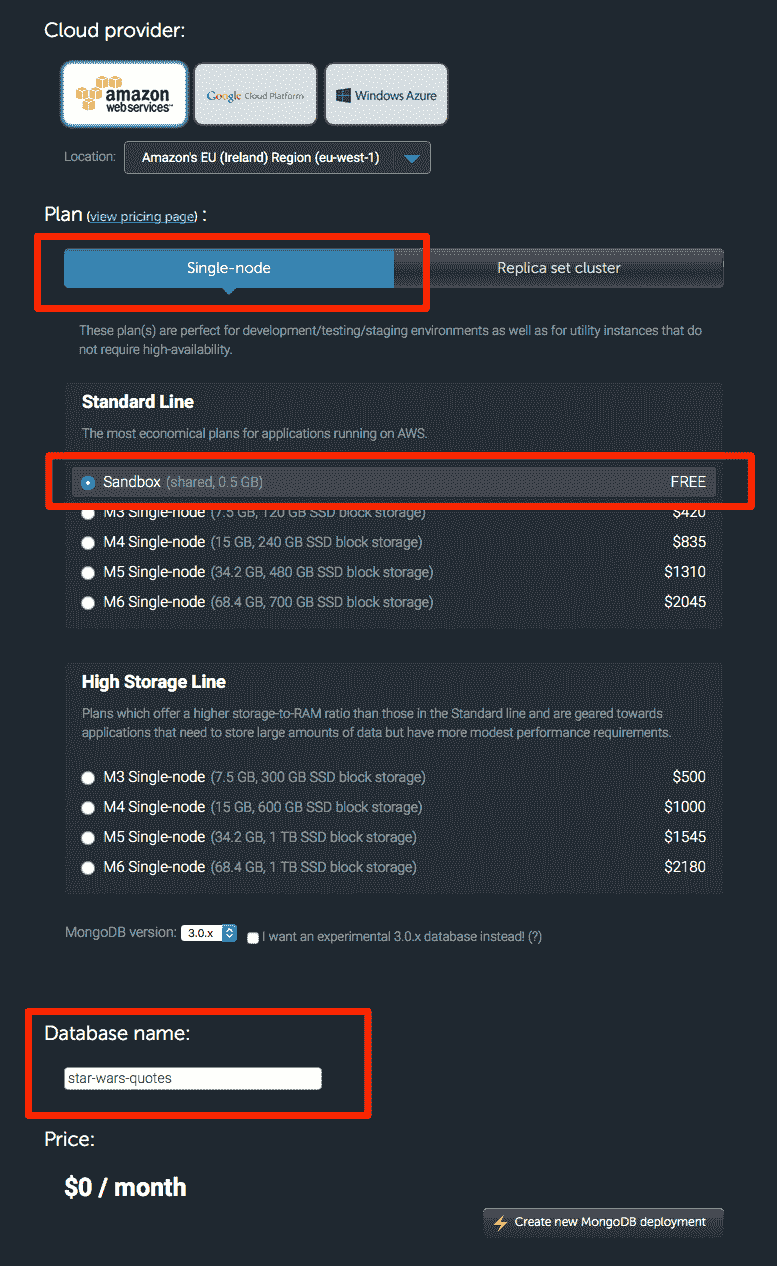 Cloud provider:
amazon webservices™
Google Cloud Platform
Windows Azure
Location: Amazon's EU (Ireland) Region (eu-west-1)
Plan (view pricing page) :
Single-node Replica set cluster
These plan(s) are perfect for development/testing/staging environments as well as for utility instances that do
not require high-availability.
Standard Line
The most economical plans for applications running on AWS.
Sandbox (shared, 0.5 GB) FREE
M3 Single-node (7.5 GB, 120 GB SSD block storage) $420
M4 Single-node (15 GB, 240 GB SSD block storage) $835
M5 Single-node (34.2 GB, 480 GB SSD block storage) $1310
M6 Single-node (68.4 GB, 700 GB SSD block storage) $2045
High Storage Line
Plans which offer a higher storage-to-RAM ratio than those in the Standard line and are geared towards
applications that need to store large amounts of data but have more modest performance requirements.
M3 Single-node (7.5 GB, 300 GB SSD block storage) $500
M4 Single-node (15 GB, 600 GB SSD block storage) $1000
M5 Single-node (34.2 GB, 1 TB SSD block storage) $1545
M6 Single-node (68.4 GB, 1 TB SSD block storage) $2180
MongoDB version: 3.0.x I want an experimental 3.0.x database instead! (?)
Database name:
star-wars-quotes
Price:
$0 / month
Create new MongoDB deployment